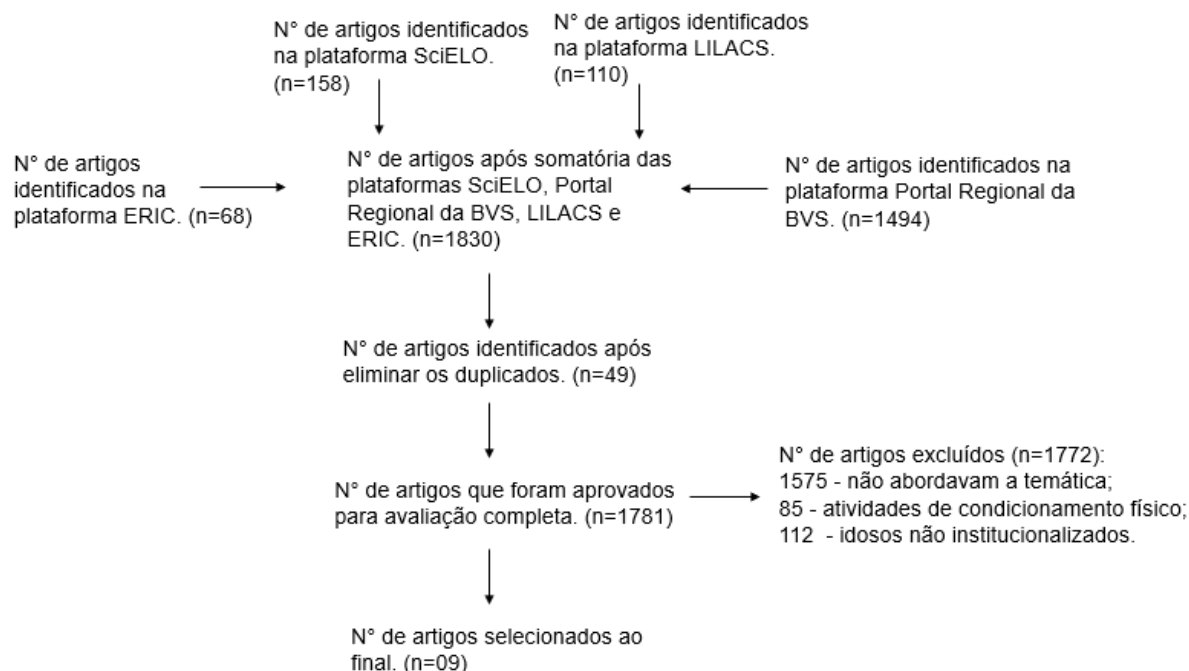 N° de artigos identificados
na plataforma SciELO.
(n=158)
N° de artigos identificados
na plataforma LILACS.
(n=110)
N° de artigos
identificados na
plataforma ERIC. (n=68)
N° de artigos após somatória das
plataformas SciELO, Portal
Regional da BVS, LILACS e
ERIC. (n=1830)
N° de artigos identificados na
plataforma Portal Regional da
BVS. (n=1494)
N° de artigos identificados após
eliminar os duplicados. (n=49)
N° de artigos que foram aprovados
para avaliação completa. (n=1781)
N° de artigos excluídos (n=1772):
1575 - não abordavam a temática;
85 - atividades de condicionamento físico;
112 - idosos não institucionalizados.
N° de artigos selecionados ao
final. (n=09)